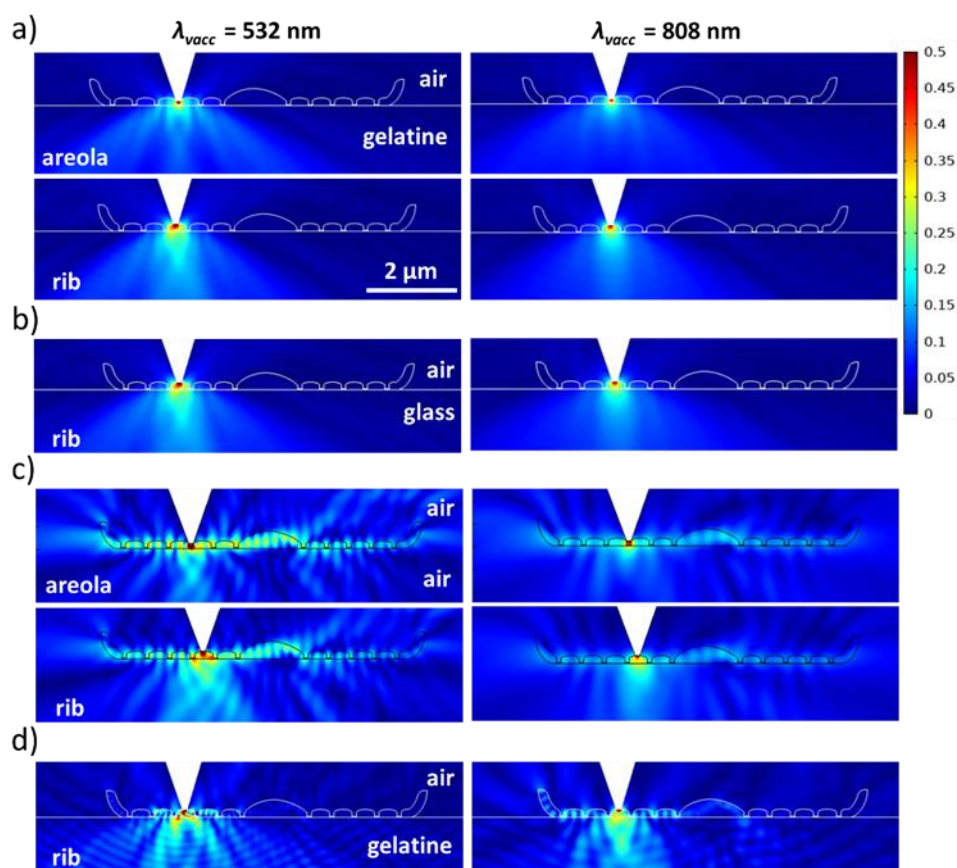 λvacc = 532 nm
λvacc = 808 nm
a)
air
gelatine
areola
rib
2 μm
0.5
0.45
0.4
0.35
0.3
0.25
0.2
0.15
0.1
0.05
0
b)
air
glass
rib
c)
air
areola
air
rib
d)
air
gelatine
rib